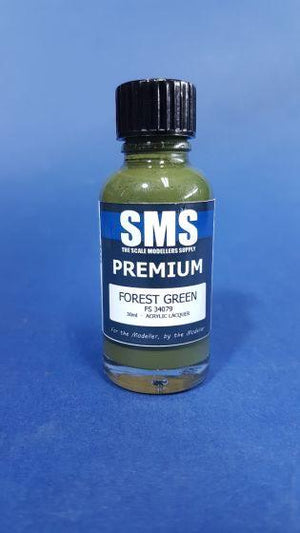 SMS
THE SCALE MODELLERS SUPPLY
PREMIUM
FOREST GREEN
FS 34079
30ml - ACRYLIC LACQUER
For the Modeller, by the Modeller